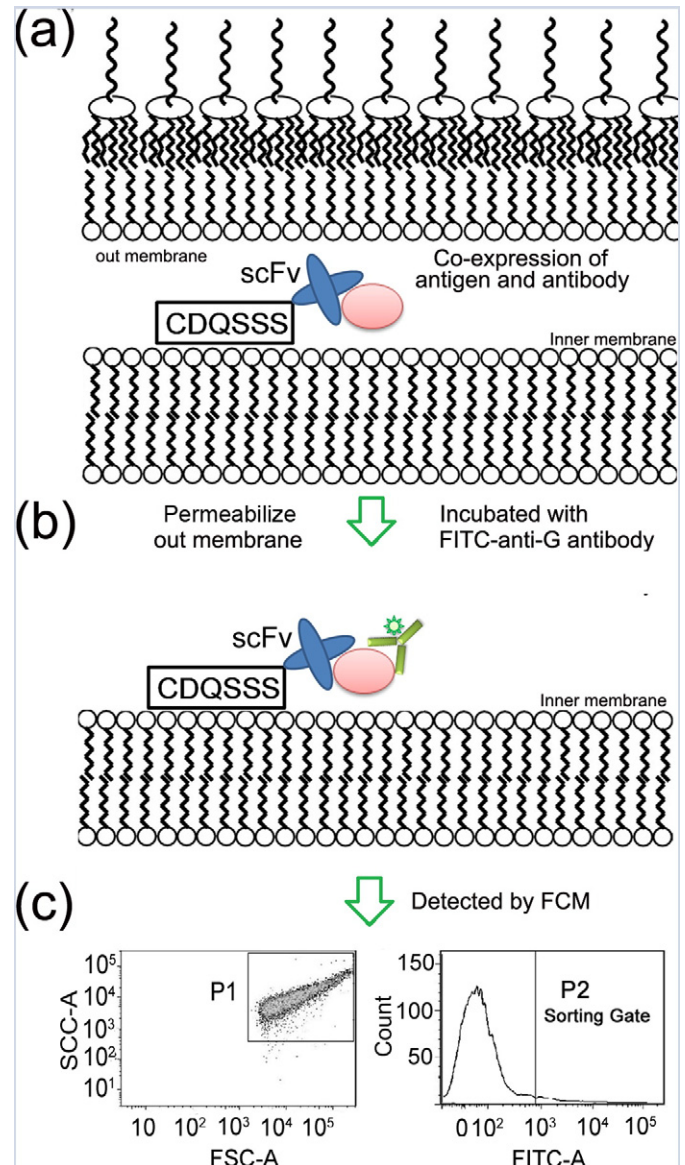 (a)
out membrane
scFv
Co-expression of
antigen and antibody
CDQSSS
Inner membrane
(b)
Permeabilize
out membrane
Incubated with
FITC-anti-G antibody
scFv
CDQSSS
Inner membrane
(c)
Detected by FCM
10⁵
10⁴
10³
10²
10¹
SCC-A
P1
10 10² 10³ 10⁴ 10⁵
FSC-A
150
100
50
Count
P2
Sorting Gate
0 10² 10³ 10⁴ 10⁵
FITC-A